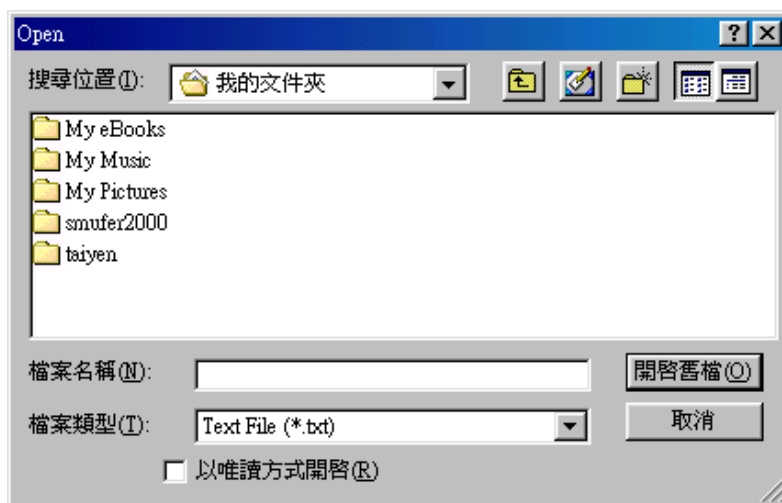 Open
搜尋位置(I): 我的文件夾
My eBooks
My Music
My Pictures
smufer2000
taiyen
檔案名稱(N): 開啓舊檔(O)
檔案類型(T): Text File (*.txt) 取消
以唯讀方式開啓(R)